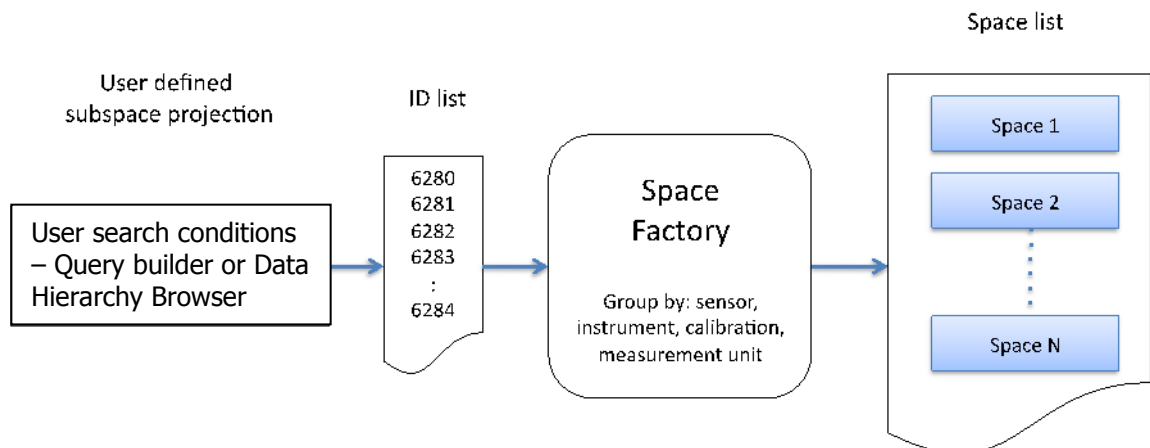 User defined
subspace projection
User search conditions
– Query builder or Data
Hierarchy Browser
ID list
6280
6281
6282
6283
:
6284
Space
Factory
Group by: sensor,
instrument, calibration,
measurement unit
Space list
Space 1
Space 2
Space N